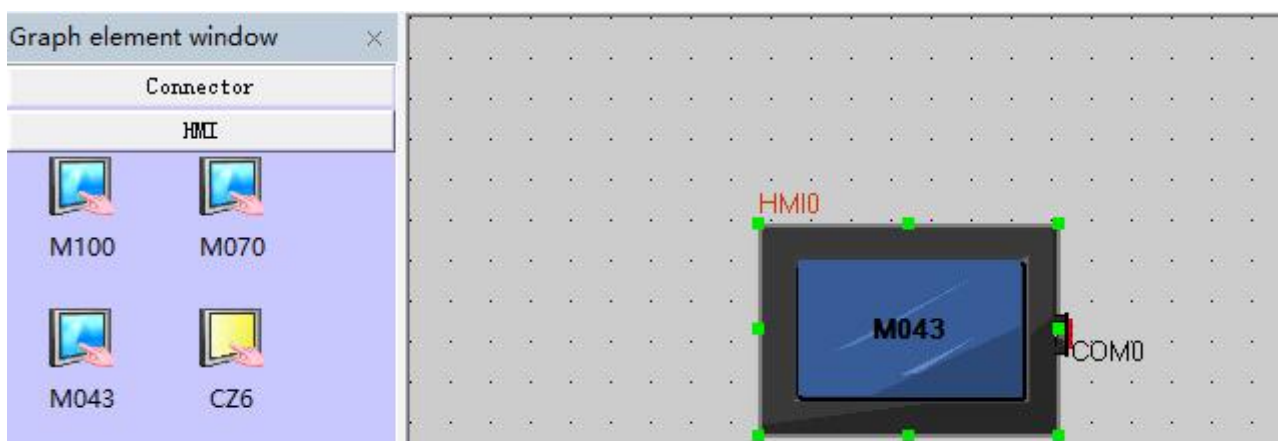 Graph element window
Connector
HMI
M100
M070
M043
CZ6
HMI0
M043
COM0